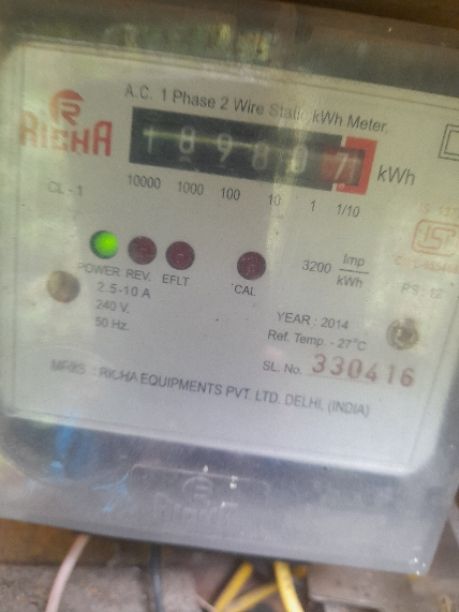 A.C. 1 Phase 2 Wire Static kWh Meter.
RICHA
189807 kWh
CL - 1
10000 1000 100 10 1 1/10
3200 Imp/kWh
POWER REV. EFLT CAL
2.5-10 A
240 V.
50 Hz.
YEAR : 2014
Ref. Temp. - 27°C
SL. No. 330416
MFRS. : RICHA EQUIPMENTS PVT. LTD. DELHI, (INDIA)